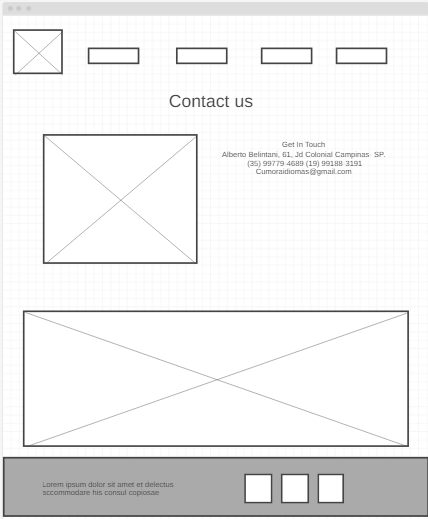 Contact us
Get In Touch
Alberto Belintani, 61, Jd Colonial Campinas SP.
(35) 99779 4689 (19) 99188 3191
Cumoraidiomas@gmail.com
Lorem ipsum dolor sit amet et delectus
accommodare his consul copiosae